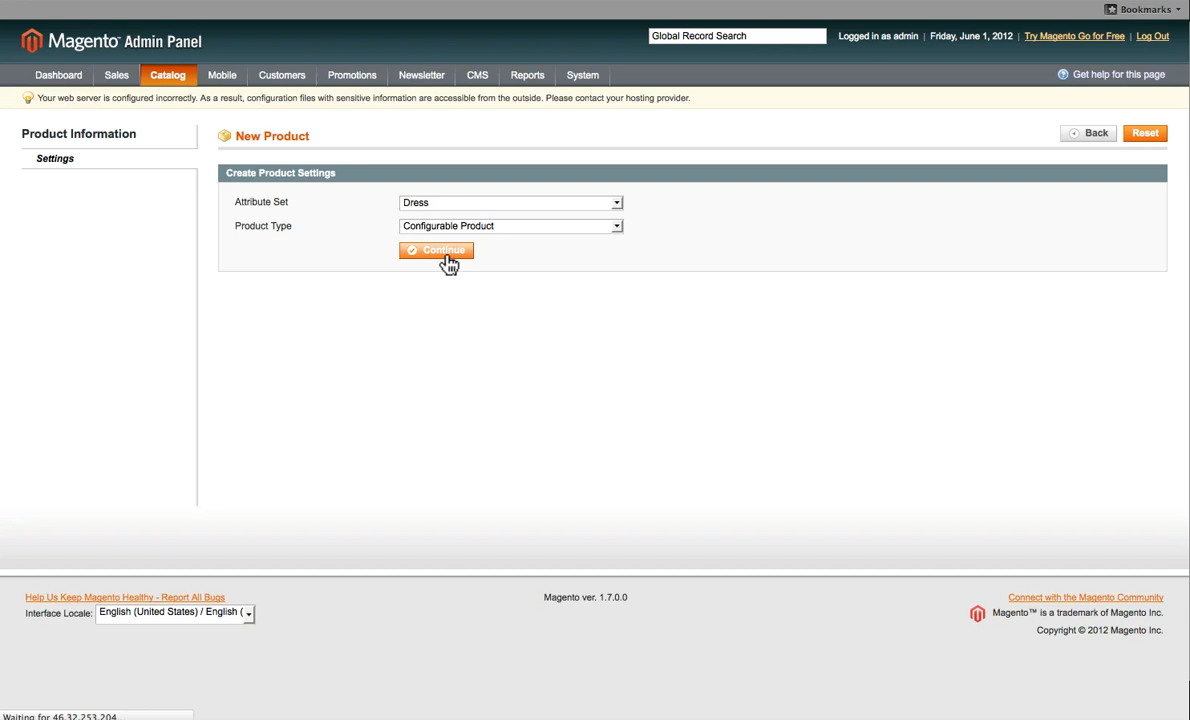 Bookmarks
Magento Admin Panel
Global Record Search
Logged in as admin | Friday, June 1, 2012 | Try Magento Go for Free | Log Out
Dashboard Sales Catalog Mobile Customers Promotions Newsletter CMS Reports System
Get help for this page
Your web server is configured incorrectly. As a result, configuration files with sensitive information are accessible from the outside. Please contact your hosting provider.
Product Information
Settings
New Product
Back Reset
Create Product Settings
Attribute Set Dress
Product Type Configurable Product
Continue
Help Us Keep Magento Healthy - Report All Bugs
Interface Locale: English (United States) / English (
Magento ver. 1.7.0.0
Connect with the Magento Community
Magento™ is a trademark of Magento Inc.
Copyright © 2012 Magento Inc.
Waiting for 46.32.253.204...